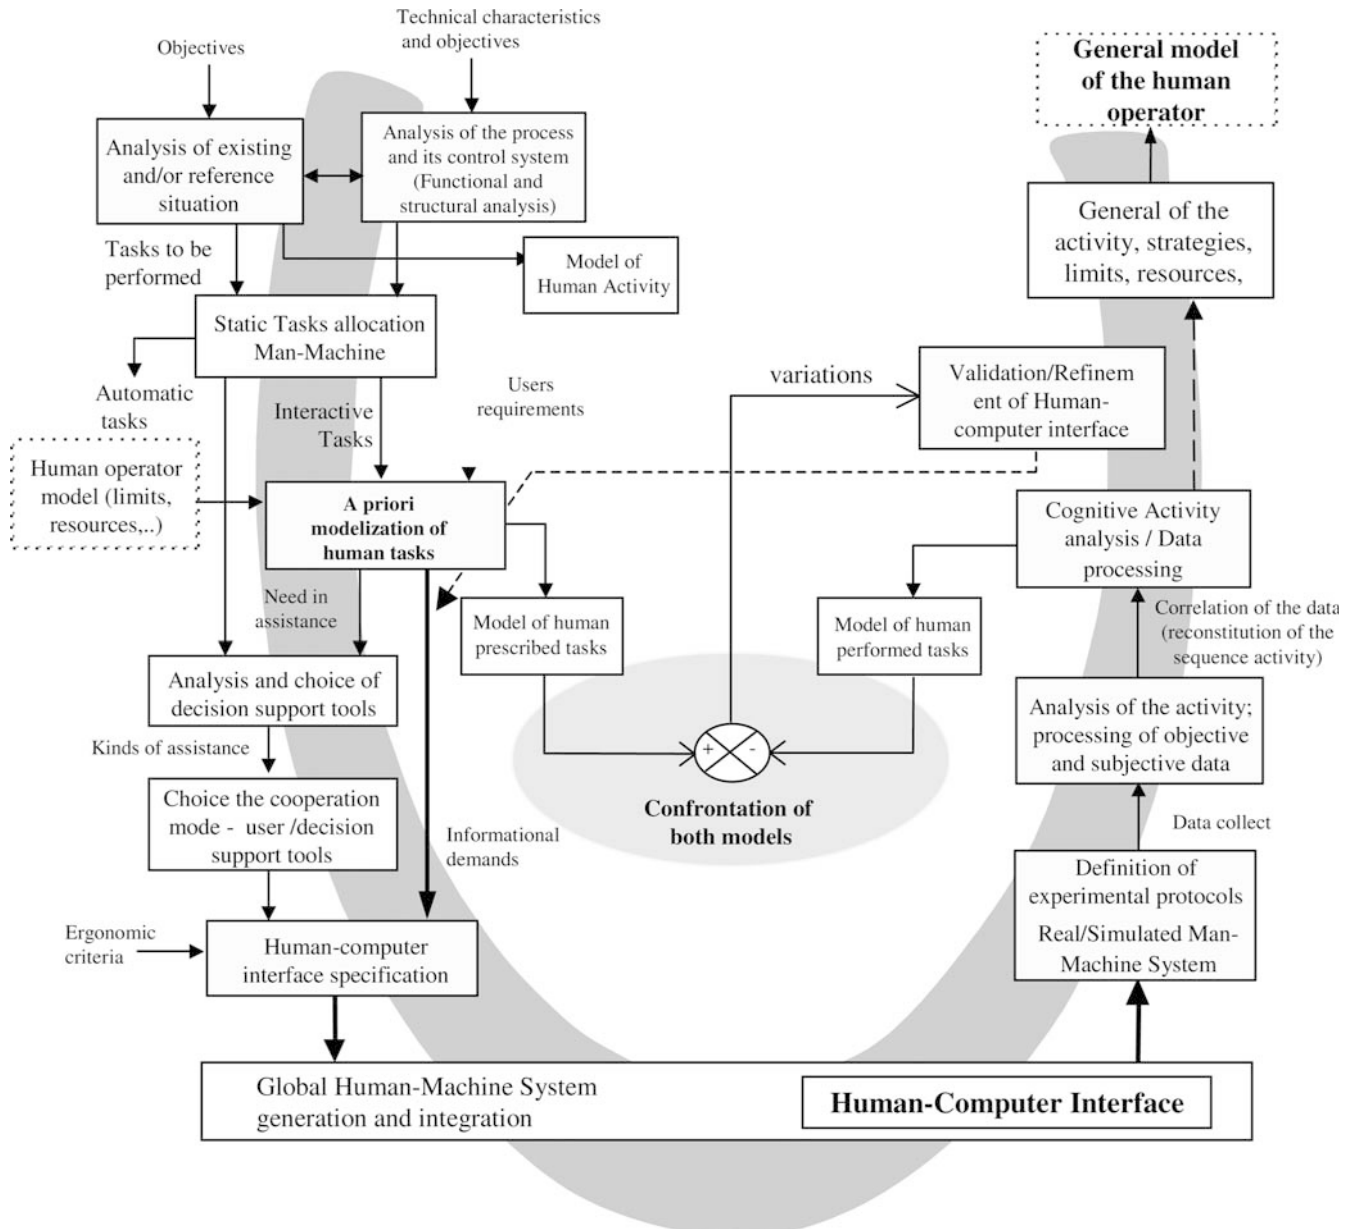 Objectives
Technical characteristics
and objectives
Analysis of existing
and/or reference
situation
Analysis of the process
and its control system
(Functional and
structural analysis)
Tasks to be
performed
Model of
Human Activity
Static Tasks allocation
Man-Machine
Automatic
tasks
Interactive
Tasks
Users
requirements
Human operator
model (limits,
resources,..)
A priori
modelization of
human tasks
Need in
assistance
Model of human
prescribed tasks
Analysis and choice of
decision support tools
Kinds of assistance
Choice the cooperation
mode - user /decision
support tools
Informational
demands
Ergonomic
criteria
Human-computer
interface specification
Global Human-Machine System
generation and integration
Human-Computer Interface
variations
+
-
Confrontation of
both models
General model
of the human
operator
General of the
activity, strategies,
limits, resources,
Validation/Refinem
ent of Human-
computer interface
Cognitive Activity
analysis / Data
processing
Model of human
performed tasks
Correlation of the data
(reconstitution of the
sequence activity)
Analysis of the activity;
processing of objective
and subjective data
Data collect
Definition of
experimental protocols
Real/Simulated Man-
Machine System